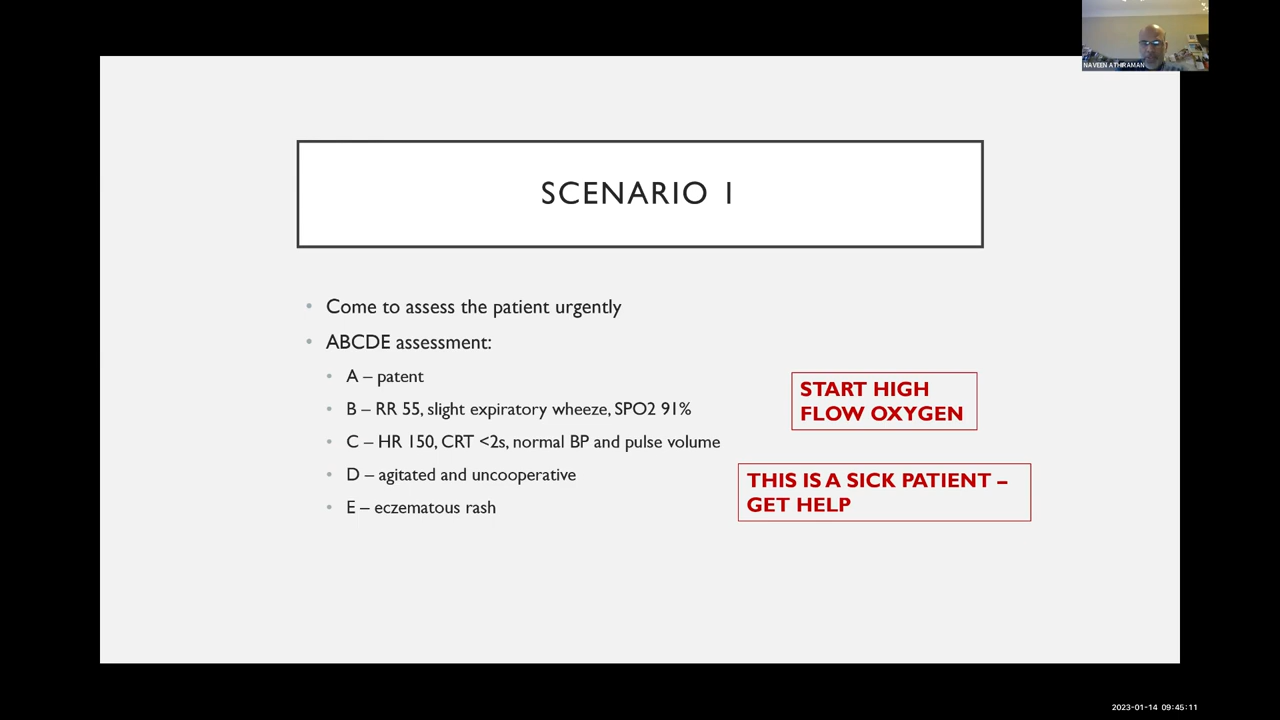 NAVEEN ATHIRAMAN
SCENARIO 1
• Come to assess the patient urgently
• ABCDE assessment:
• A – patent
• B – RR 55, slight expiratory wheeze, SPO2 91%
• C – HR 150, CRT <2s, normal BP and pulse volume
• D – agitated and uncooperative
• E – eczematous rash
START HIGH
FLOW OXYGEN
THIS IS A SICK PATIENT –
GET HELP
2023-01-14 09:45:11